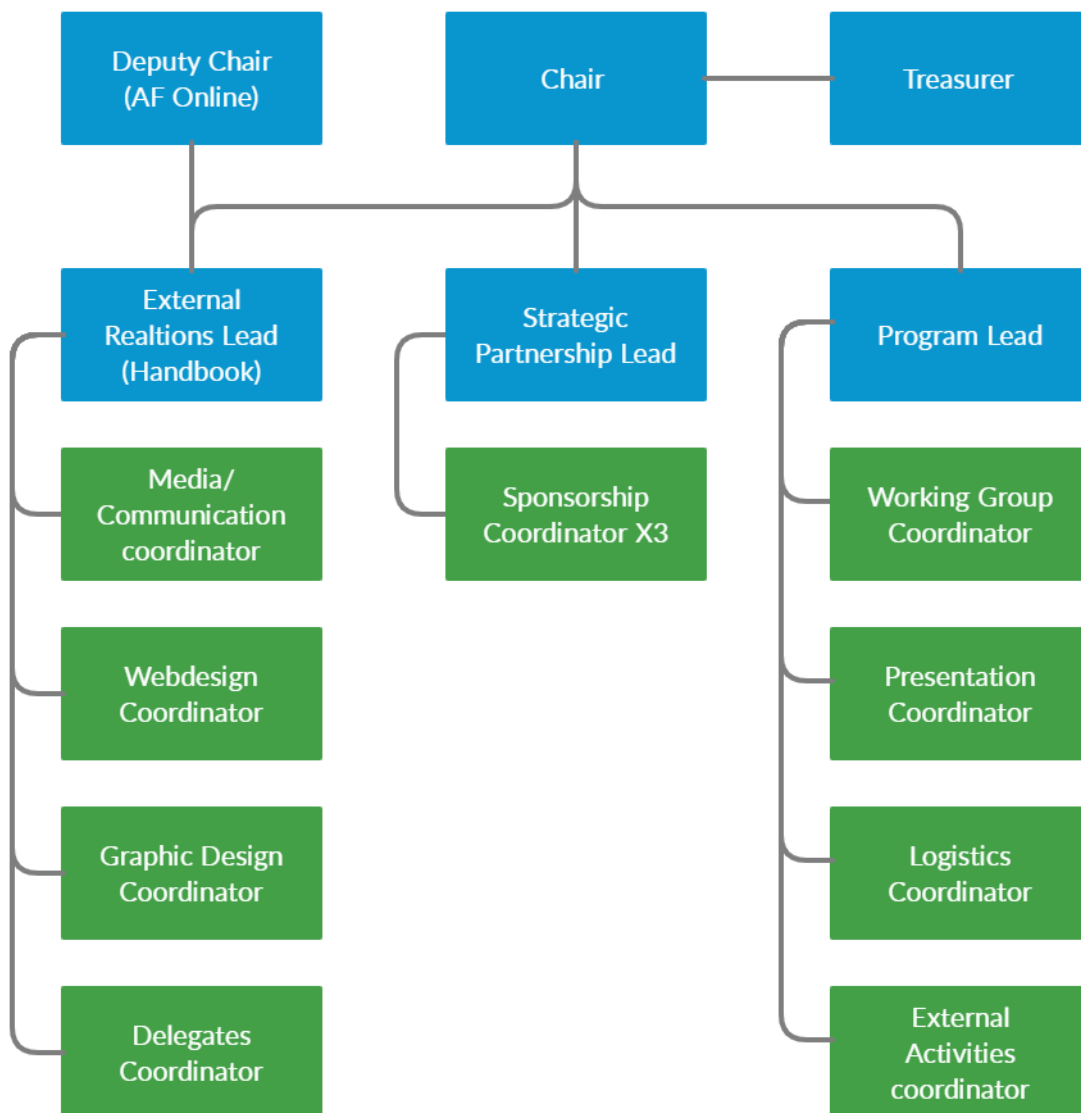 Deputy Chair
(AF Online)
Chair
Treasurer
External
Realtions Lead
(Handbook)
Strategic
Partnership Lead
Program Lead
Media/
Communication
coordinator
Sponsorship
Coordinator X3
Working Group
Coordinator
Webdesign
Coordinator
Presentation
Coordinator
Graphic Design
Coordinator
Logistics
Coordinator
Delegates
Coordinator
External
Activities
coordinator